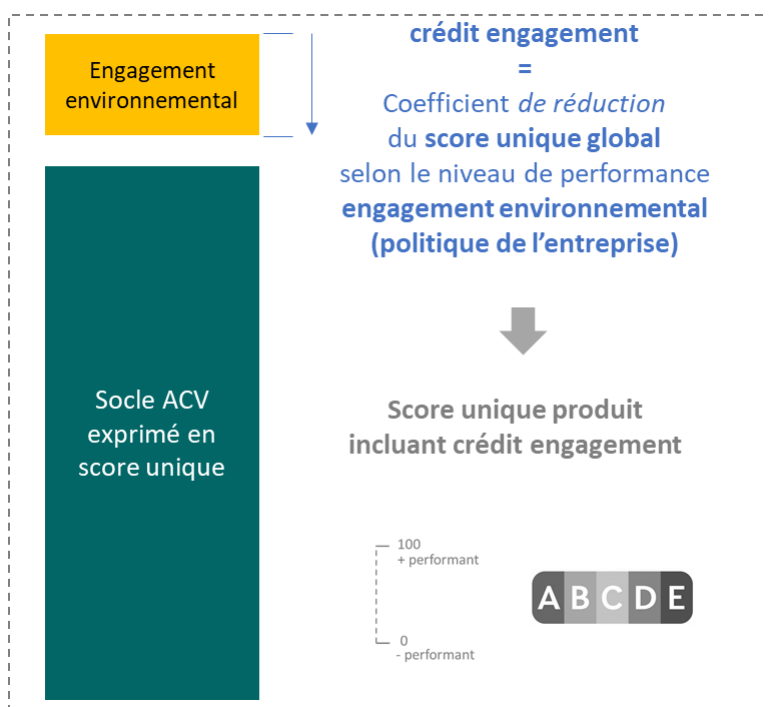 Engagement
environnemental
crédit engagement
=
Coefficient de réduction
du score unique global
selon le niveau de performance
engagement environnemental
(politique de l'entreprise)
Socle ACV
exprimé en
score unique
Score unique produit
incluant crédit engagement
100
+ performant
0
- performant
A B C D E